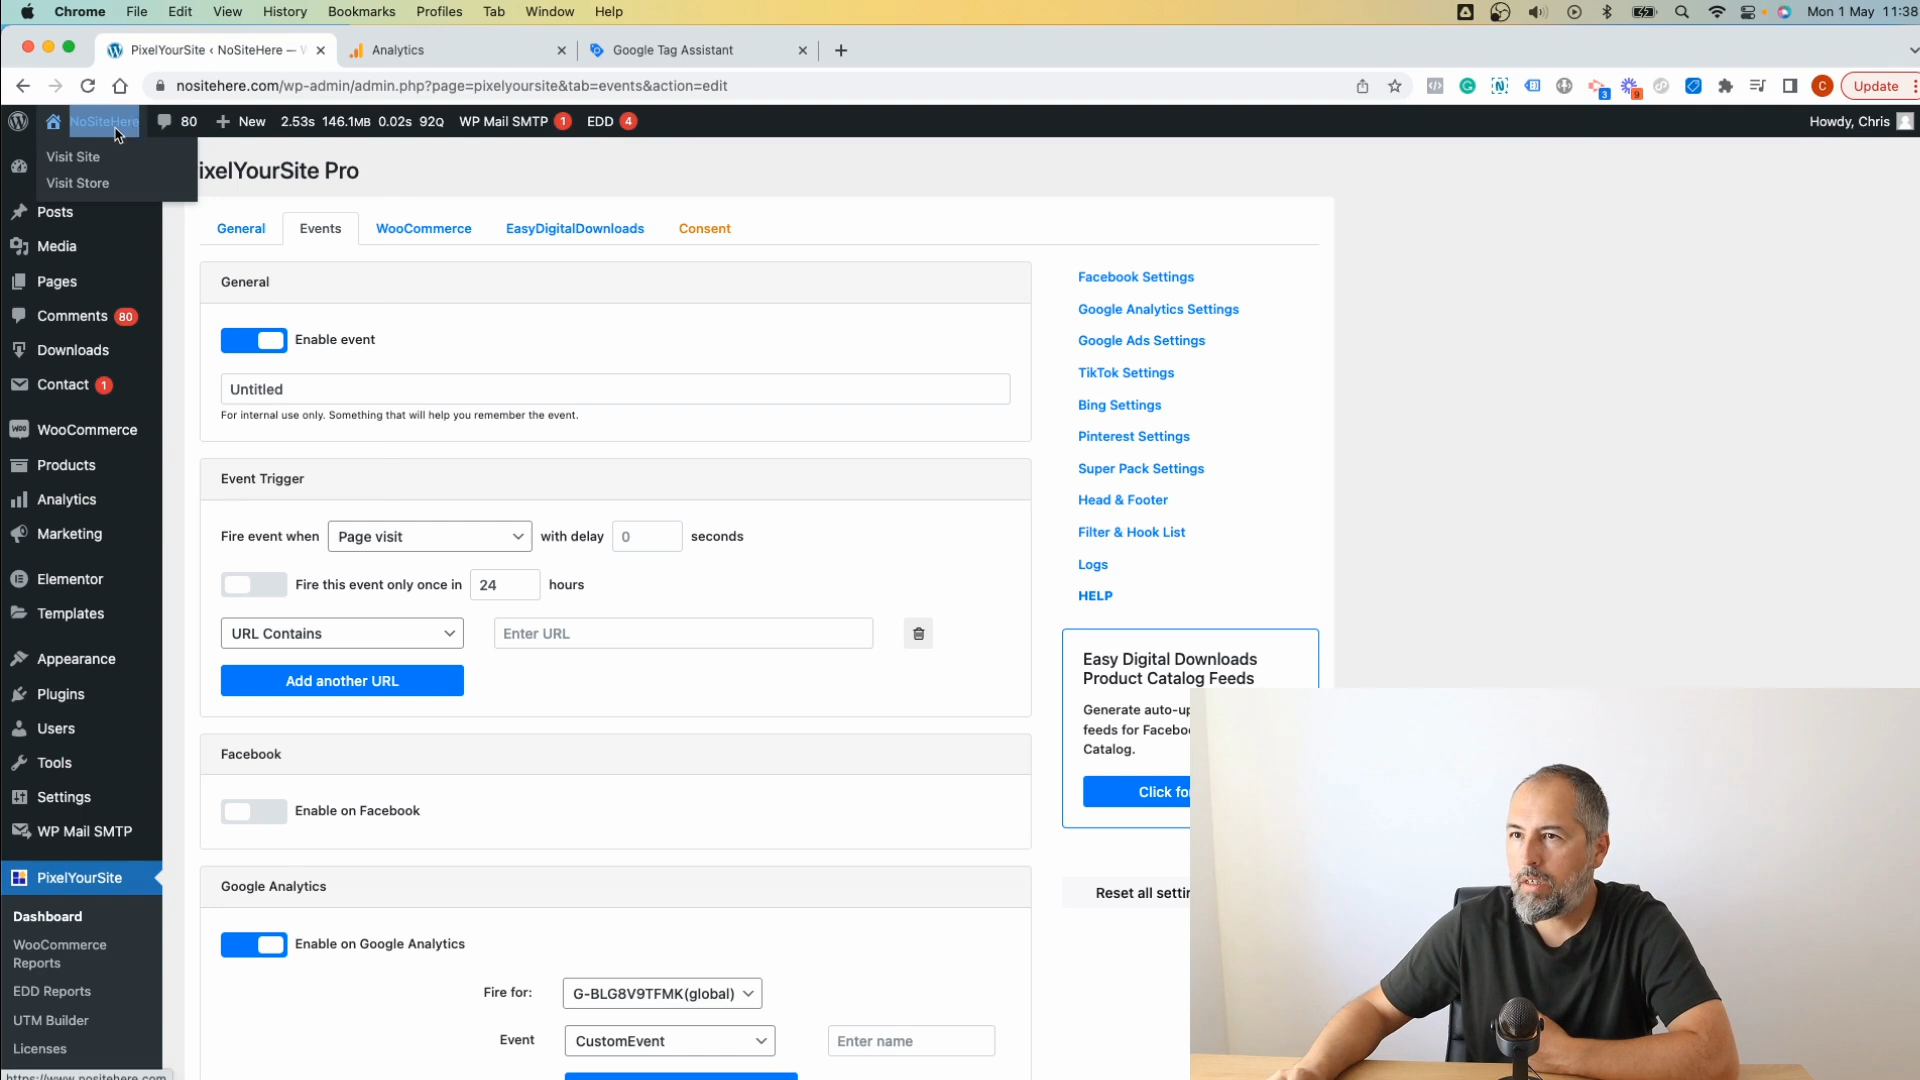 Chrome File Edit View History Bookmarks Profiles Tab Window Help
Mon 1 May 11:38
PixelYourSite ‹ NoSiteHere —
Analytics
Google Tag Assistant
nositehere.com/wp-admin/admin.php?page=pixelyoursite&tab=events&action=edit
3
9
C
Update
NoSiteHere
80
New
2.53s 146.1MB 0.02s 92Q
WP Mail SMTP 1
EDD 4
Howdy, Chris
Visit Site
Visit Store
Posts
Media
Pages
Comments 80
Downloads
Contact 1
WooCommerce
Products
Analytics
Marketing
Elementor
Templates
Appearance
Plugins
Users
Tools
Settings
WP Mail SMTP
PixelYourSite
Dashboard
WooCommerce
Reports
EDD Reports
UTM Builder
Licenses
https://www.nositehere.com
ixelYourSite Pro
General
Events
WooCommerce
EasyDigitalDownloads
Consent
General
Enable event
Untitled
For internal use only. Something that will help you remember the event.
Event Trigger
Fire event when Page visit with delay 0 seconds
Fire this event only once in 24 hours
URL Contains
Enter URL
Add another URL
Facebook
Enable on Facebook
Google Analytics
Enable on Google Analytics
Fire for: G-BLG8V9TFMK(global)
Event CustomEvent Enter name
Facebook Settings
Google Analytics Settings
Google Ads Settings
TikTok Settings
Bing Settings
Pinterest Settings
Super Pack Settings
Head & Footer
Filter & Hook List
Logs
HELP
Easy Digital Downloads
Product Catalog Feeds
Generate auto-up
feeds for Facebo
Catalog.
Click fo
Reset all setti